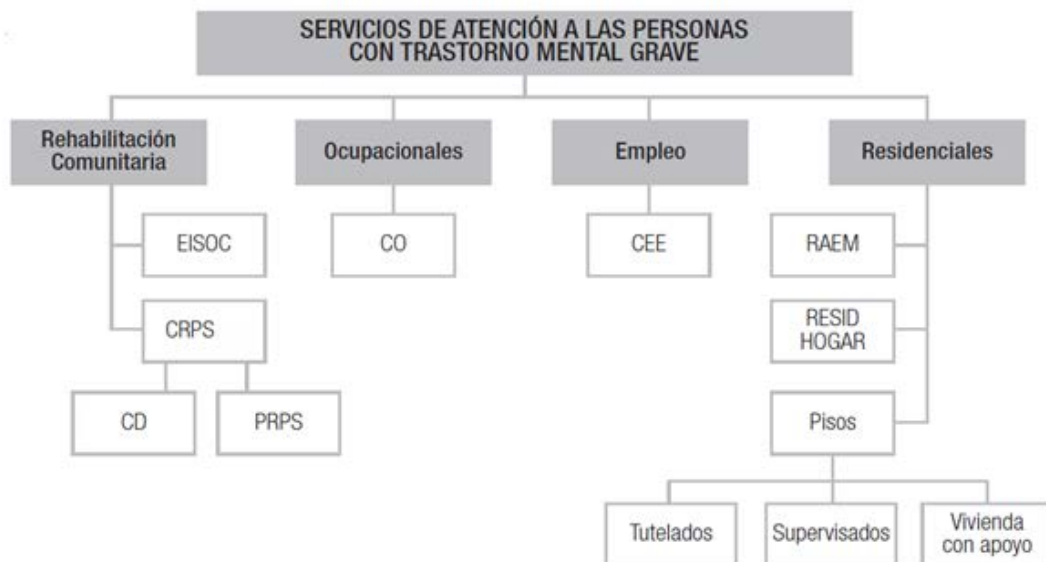 SERVICIOS DE ATENCIÓN A LAS PERSONAS
CON TRASTORNO MENTAL GRAVE
Rehabilitación
Comunitaria
Ocupacionales
Empleo
Residenciales
EISOC
CO
CEE
RAEM
CRPS
RESID
HOGAR
CD
PRPS
Pisos
Tutelados
Supervisados
Vivienda
con apoyo